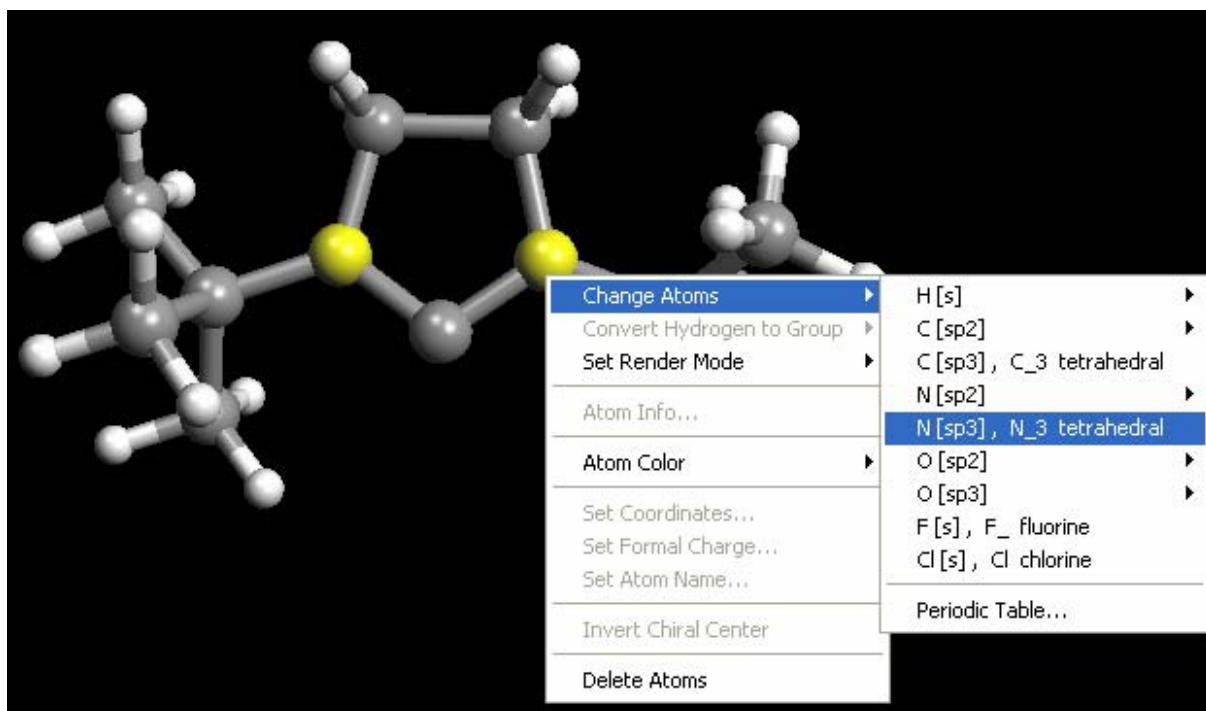 Change Atoms
Convert Hydrogen to Group
Set Render Mode
Atom Info...
Atom Color
Set Coordinates...
Set Formal Charge...
Set Atom Name...
Invert Chiral Center
Delete Atoms
H [s]
C [sp2]
C [sp3] , C_3 tetrahedral
N [sp2]
N [sp3] , N_3 tetrahedral
O [sp2]
O [sp3]
F [s] , F_ fluorine
Cl [s] , Cl chlorine
Periodic Table...